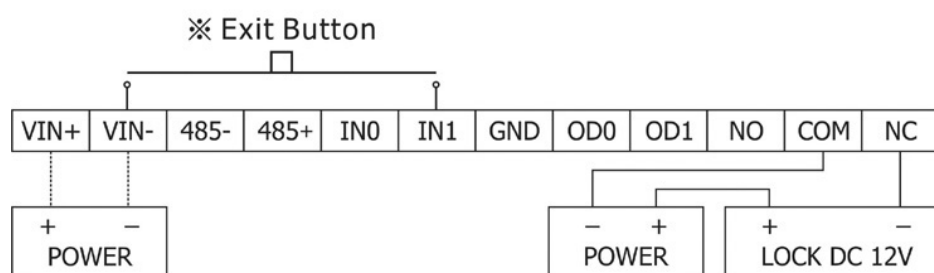 ※ Exit Button
VIN+ VIN- 485- 485+ IN0 IN1 GND OD0 OD1 NO COM NC
+ − − + + −
POWER POWER LOCK DC 12V